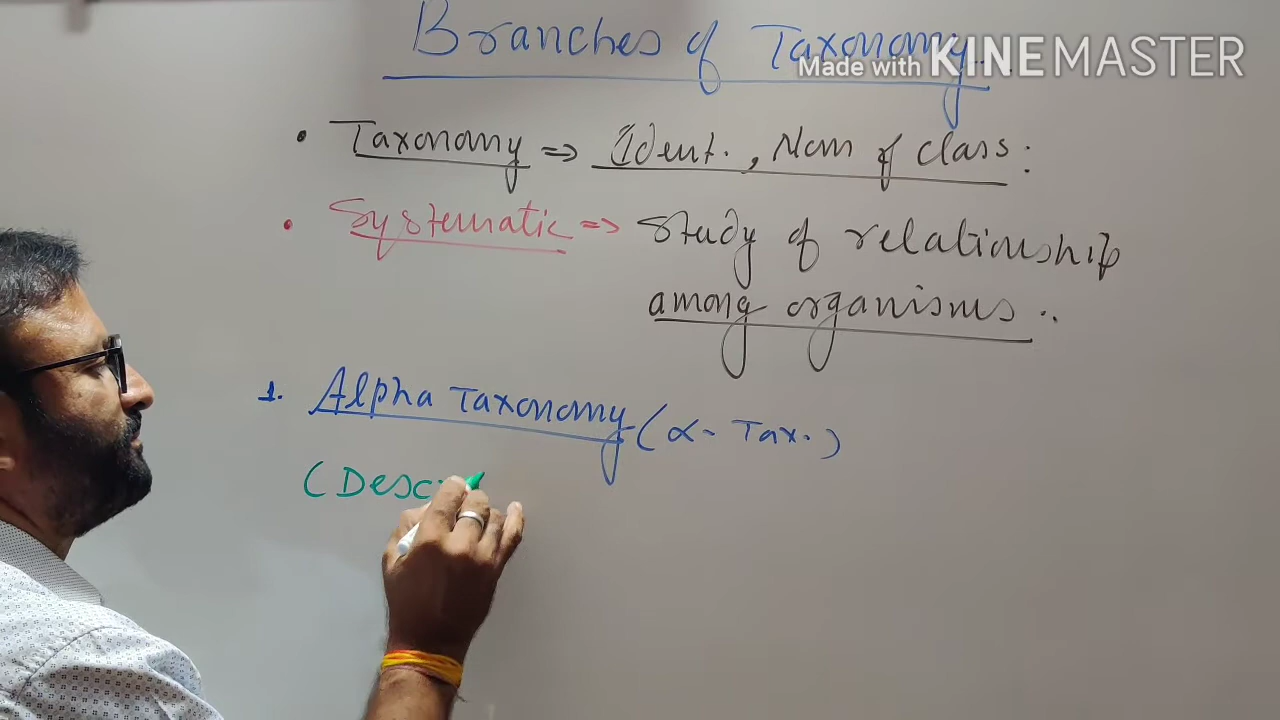 Branches of Taxonomy
Made with KINEMASTER
• Taxonomy ⇒ Ident., Nom & class:
• Systematic ⇒ Study of relationship
among organisms..
1. Alpha Taxonomy (α- Tax.)
(Desc